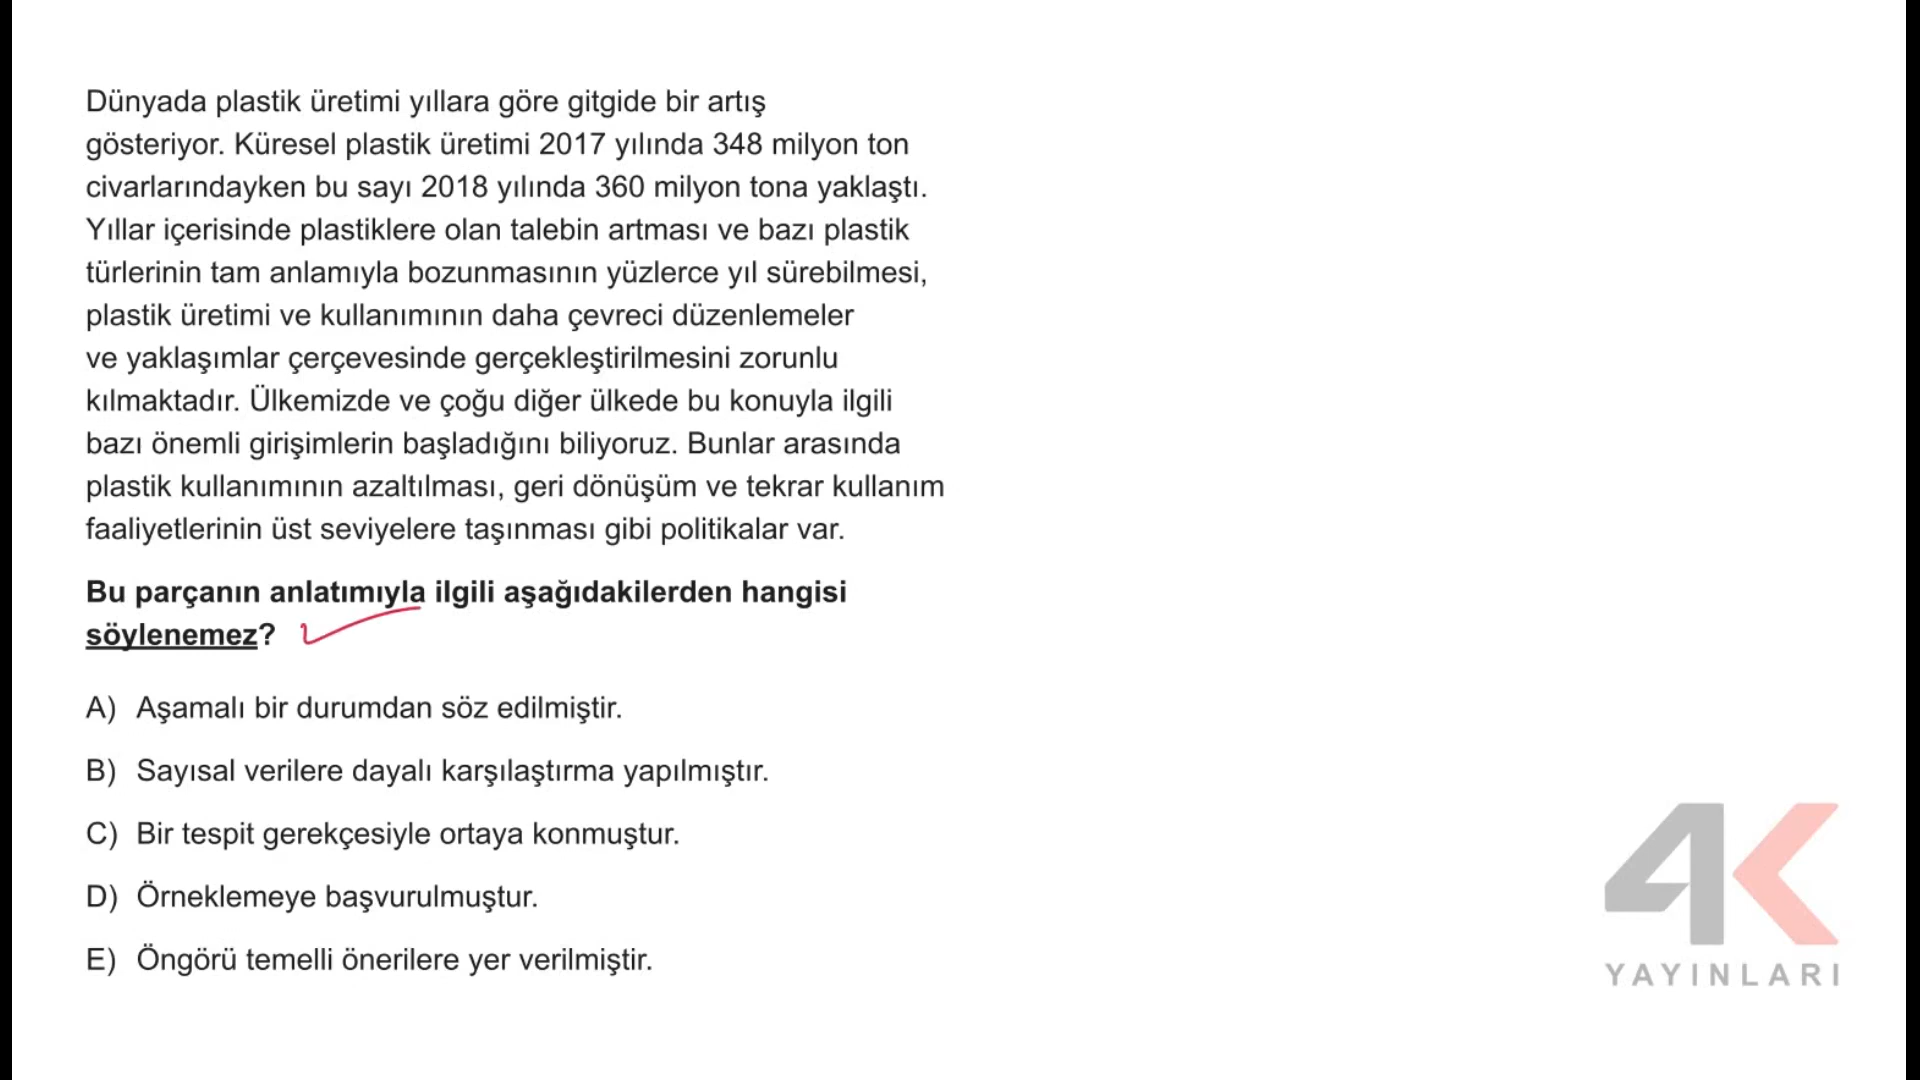 Dünyada plastik üretimi yıllara göre gitgide bir artış
gösteriyor. Küresel plastik üretimi 2017 yılında 348 milyon ton
civarlarındayken bu sayı 2018 yılında 360 milyon tona yaklaştı.
Yıllar içerisinde plastiklere olan talebin artması ve bazı plastik
türlerinin tam anlamıyla bozunmasının yüzlerce yıl sürebilmesi,
plastik üretimi ve kullanımının daha çevreci düzenlemeler
ve yaklaşımlar çerçevesinde gerçekleştirilmesini zorunlu
kılmaktadır. Ülkemizde ve çoğu diğer ülkede bu konuyla ilgili
bazı önemli girişimlerin başladığını biliyoruz. Bunlar arasında
plastik kullanımının azaltılması, geri dönüşüm ve tekrar kullanım
faaliyetlerinin üst seviyelere taşınması gibi politikalar var.
Bu parçanın anlatımıyla ilgili aşağıdakilerden hangisi
söylenemez?
A) Aşamalı bir durumdan söz edilmiştir.
B) Sayısal verilere dayalı karşılaştırma yapılmıştır.
C) Bir tespit gerekçesiyle ortaya konmuştur.
D) Örneklemeye başvurulmuştur.
E) Öngörü temelli önerilere yer verilmiştir.
4K
YAYINLARI